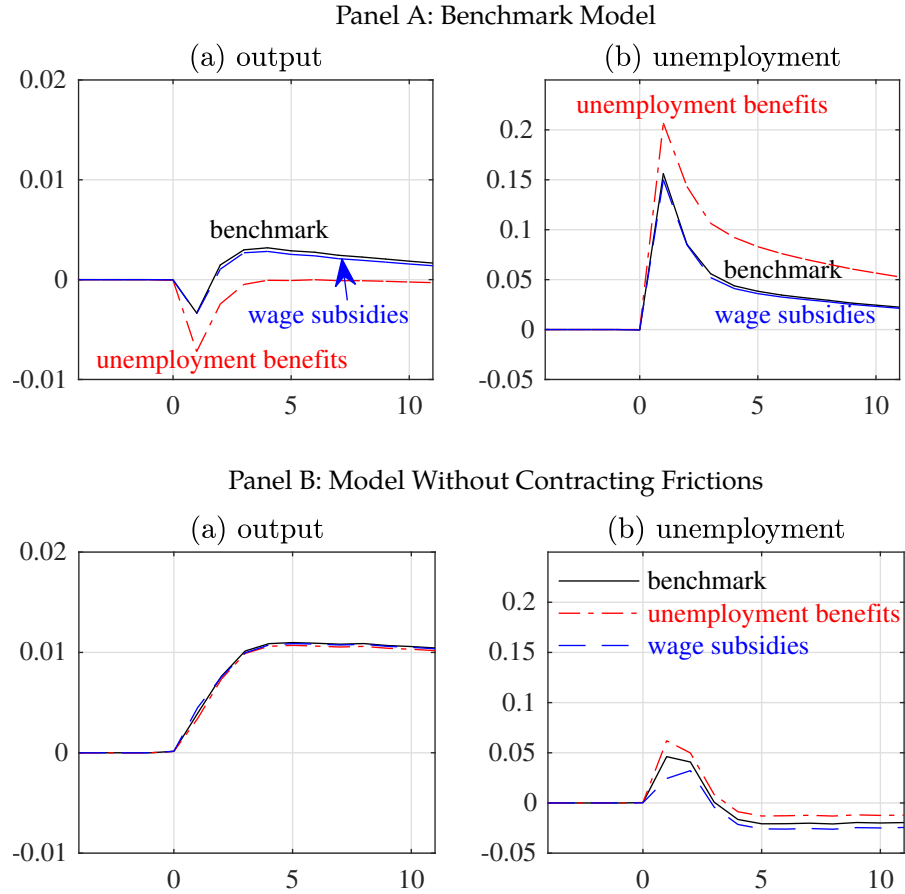 Panel A: Benchmark Model
(a) output
0.02
0.01
0
-0.01
benchmark
wage subsidies
unemployment benefits
0
5
10
(b) unemployment
0.2
0.15
0.1
0.05
0
-0.05
unemployment benefits
benchmark
wage subsidies
0
5
10
Panel B: Model Without Contracting Frictions
(a) output
0.02
0.01
0
-0.01
0
5
10
(b) unemployment
0.2
0.15
0.1
0.05
0
-0.05
benchmark
unemployment benefits
wage subsidies
0
5
10